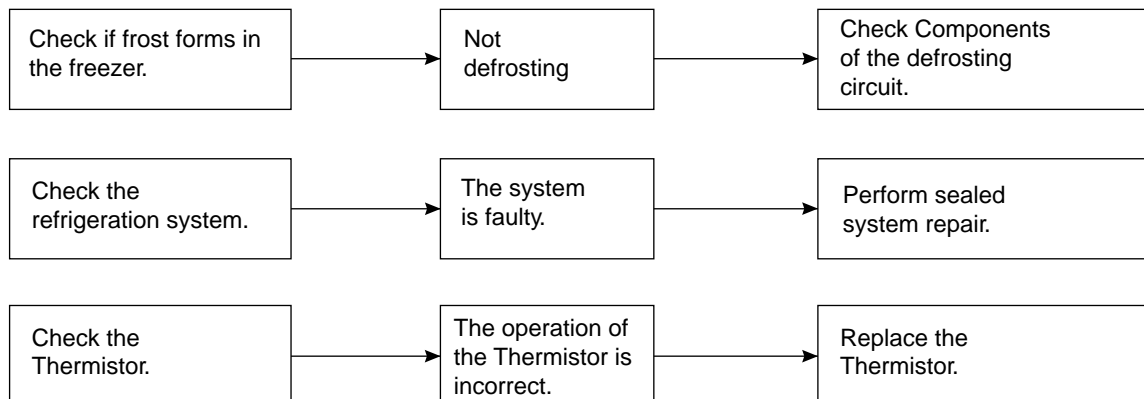 Check if frost forms in
the freezer.
Not
defrosting
Check Components
of the defrosting
circuit.
Check the
refrigeration system.
The system
is faulty.
Perform sealed
system repair.
Check the
Thermistor.
The operation of
the Thermistor is
incorrect.
Replace the
Thermistor.